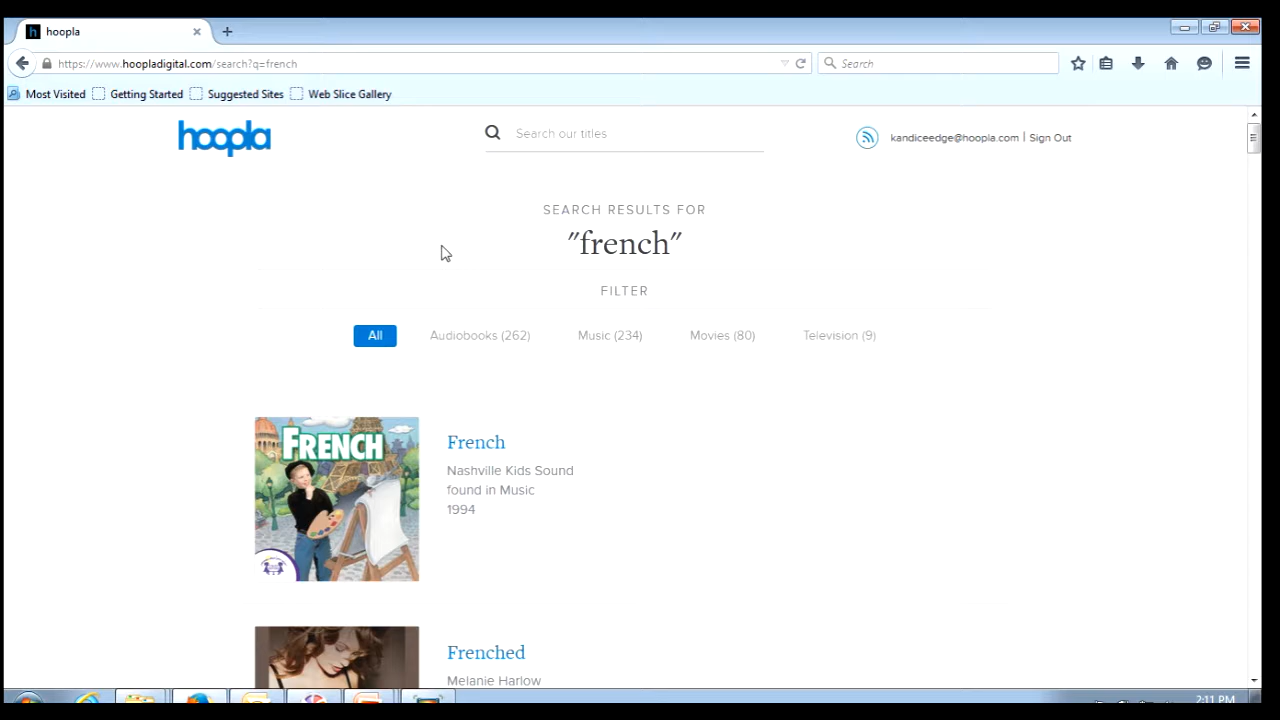 hoopla
https://www.hoopladigital.com/search?q=french
Search
Most Visited Getting Started Suggested Sites Web Slice Gallery
hoopla
Search our titles
kandiceedge@hoopla.com | Sign Out
SEARCH RESULTS FOR
"french"
FILTER
All Audiobooks (262) Music (234) Movies (80) Television (9)
FRENCH
French
Nashville Kids Sound
found in Music
1994
Frenched
Melanie Harlow
2:11 PM